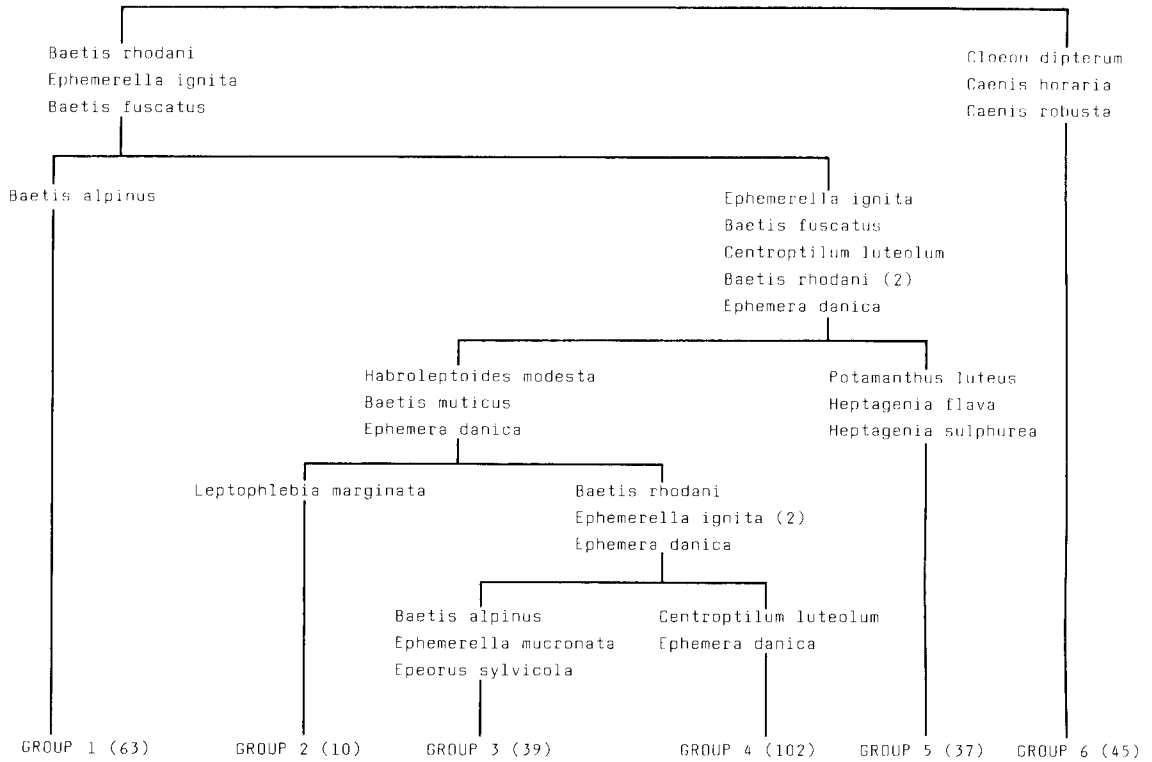 Baetis rhodani
Ephemerella ignita
Baetis fuscatus
Cloeon dipterum
Caenis horaria
Caenis robusta
Baetis alpinus
Ephemerella ignita
Baetis fuscatus
Centroptilum luteolum
Baetis rhodani (2)
Ephemera danica
Habroleptoides modesta
Baetis muticus
Ephemera danica
Potamanthus luteus
Heptagenia flava
Heptagenia sulphurea
Leptophlebia marginata
Baetis rhodani
Ephemerella ignita (2)
Ephemera danica
Baetis alpinus
Ephemerella mucronata
Epeorus sylvicola
Centroptilum luteolum
Ephemera danica
GROUP 1 (63)
GROUP 2 (10)
GROUP 3 (39)
GROUP 4 (102)
GROUP 5 (37)
GROUP 6 (45)